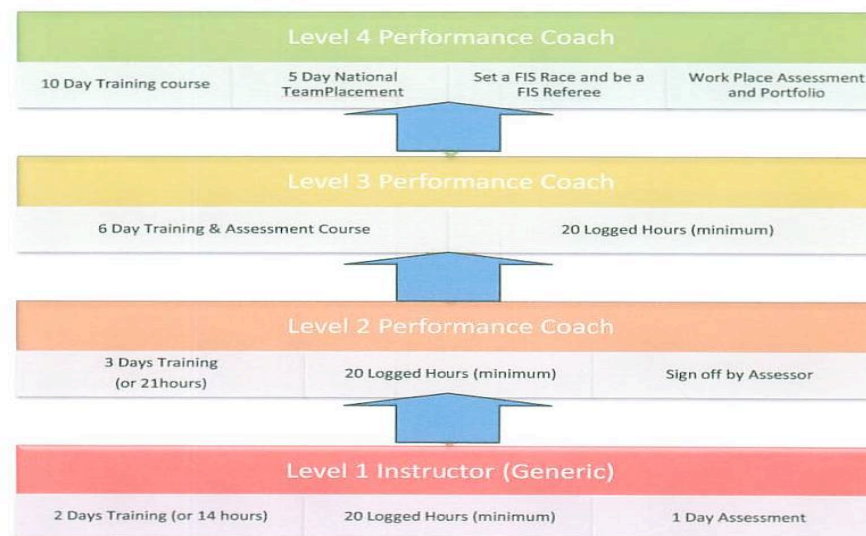 Level 4 Performance Coach
10 Day Training course
5 Day National
TeamPlacement
Set a FIS Race and be a
FIS Referee
Work Place Assessment
and Portfolio
Level 3 Performance Coach
6 Day Training & Assessment Course
20 Logged Hours (minimum)
Level 2 Performance Coach
3 Days Training
(or 21hours)
20 Logged Hours (minimum)
Sign off by Assessor
Level 1 Instructor (Generic)
2 Days Training (or 14 hours)
20 Logged Hours (minimum)
1 Day Assessment